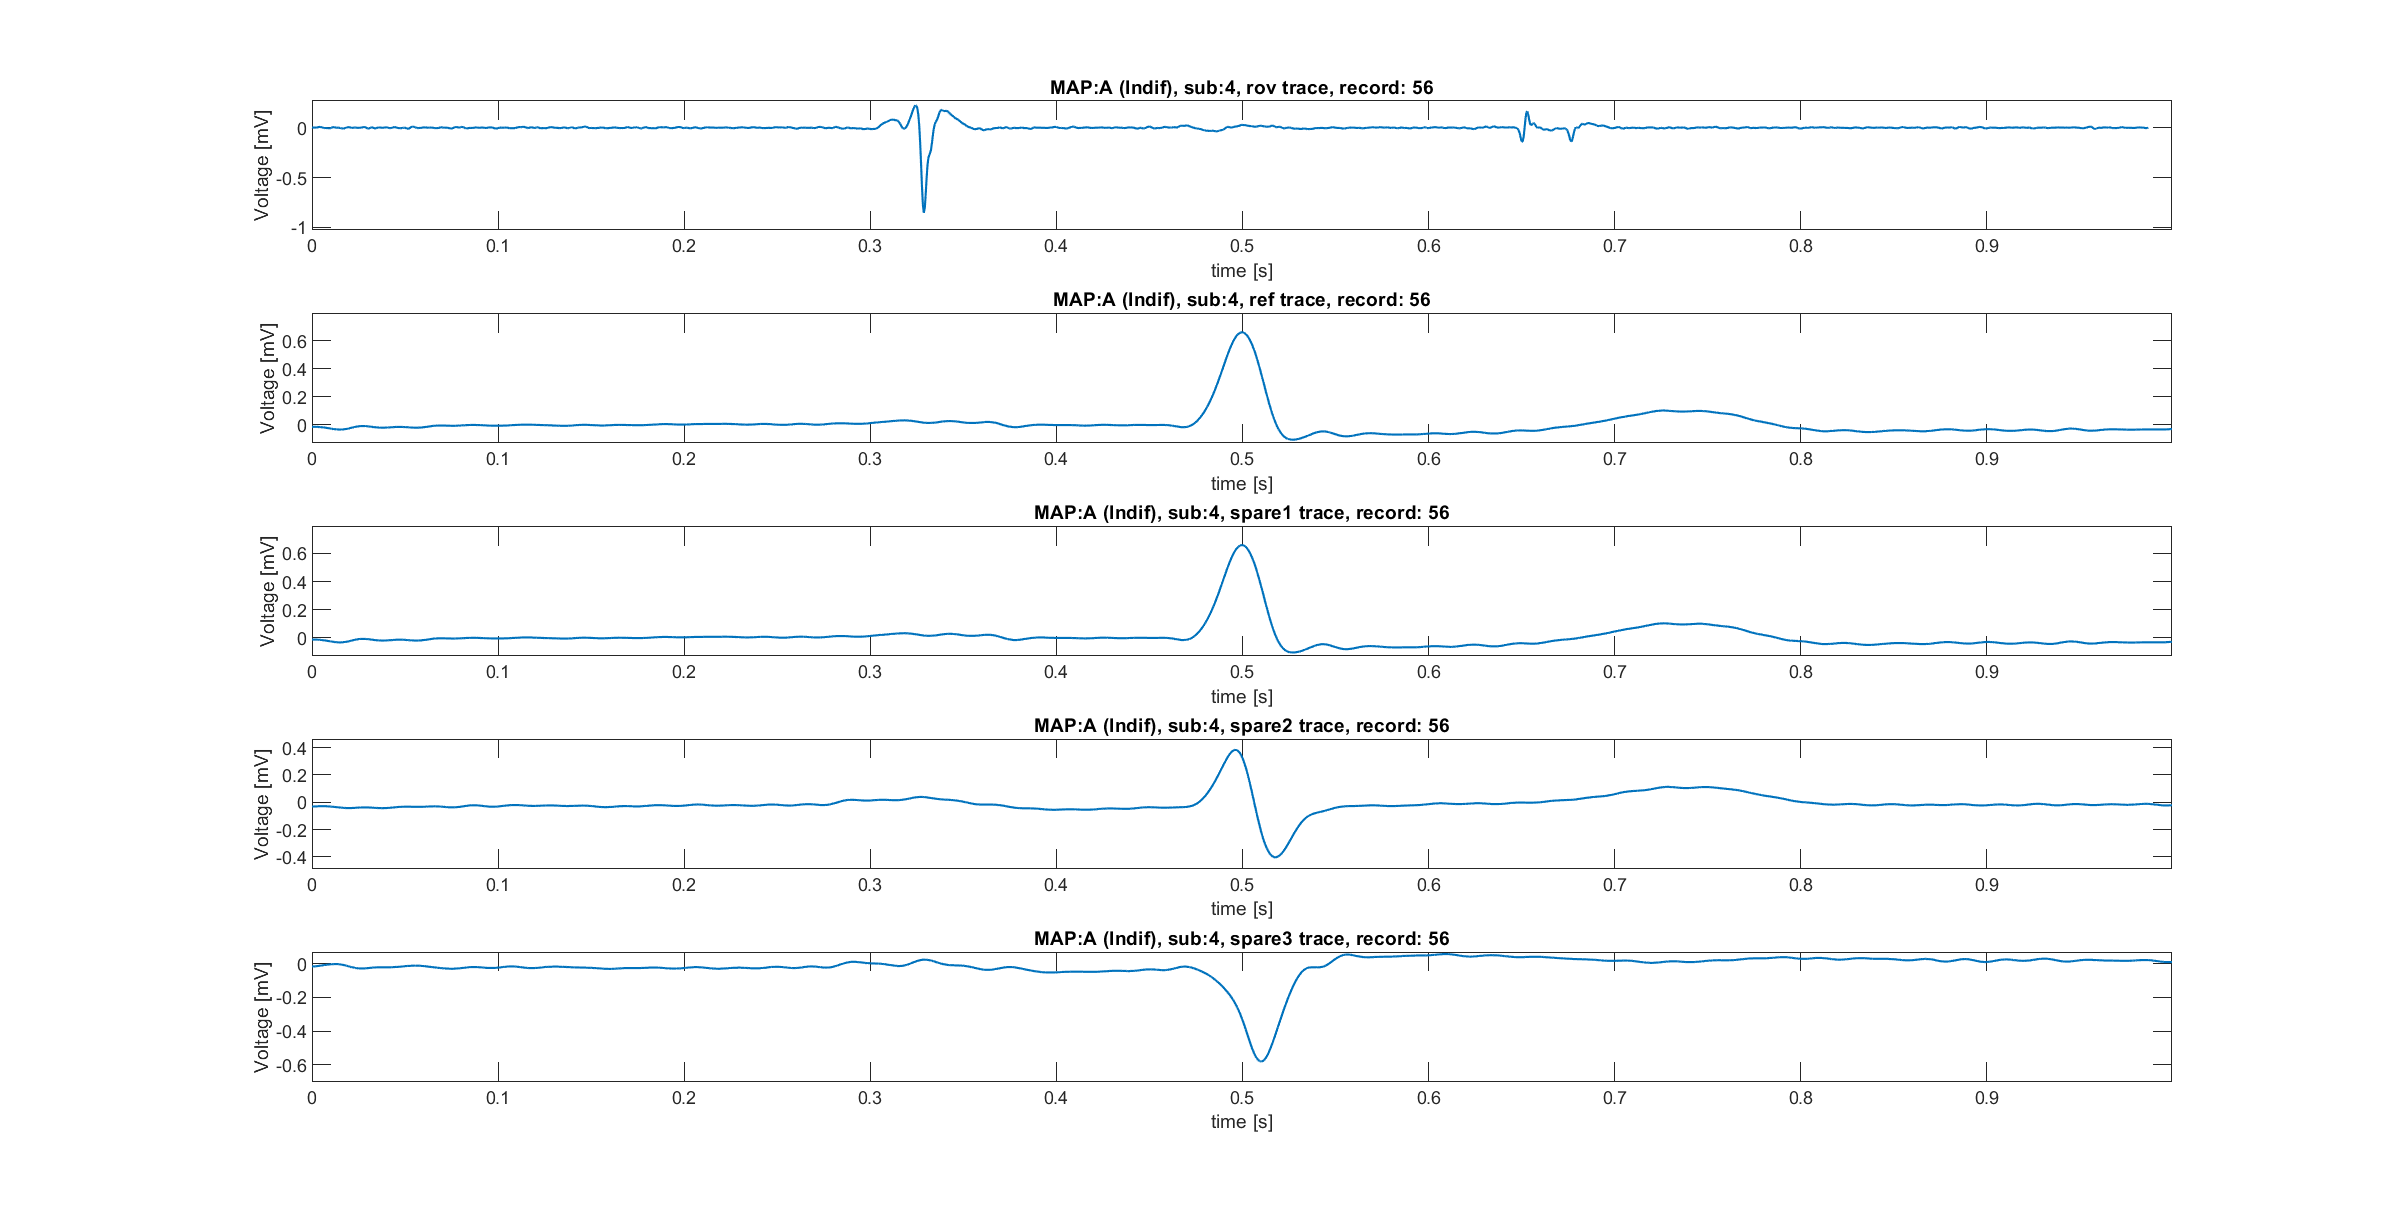 MAP:A (Indif), sub:4, rov trace, record: 56
Voltage [mV]
0
-0.5
-1
0 0.1 0.2 0.3 0.4 0.5 0.6 0.7 0.8 0.9
time [s]
MAP:A (Indif), sub:4, ref trace, record: 56
Voltage [mV]
0.6
0.4
0.2
0
0 0.1 0.2 0.3 0.4 0.5 0.6 0.7 0.8 0.9
time [s]
MAP:A (Indif), sub:4, spare1 trace, record: 56
Voltage [mV]
0.6
0.4
0.2
0
0 0.1 0.2 0.3 0.4 0.5 0.6 0.7 0.8 0.9
time [s]
MAP:A (Indif), sub:4, spare2 trace, record: 56
Voltage [mV]
0.4
0.2
0
-0.2
-0.4
0 0.1 0.2 0.3 0.4 0.5 0.6 0.7 0.8 0.9
time [s]
MAP:A (Indif), sub:4, spare3 trace, record: 56
Voltage [mV]
0
-0.2
-0.4
-0.6
0 0.1 0.2 0.3 0.4 0.5 0.6 0.7 0.8 0.9
time [s]